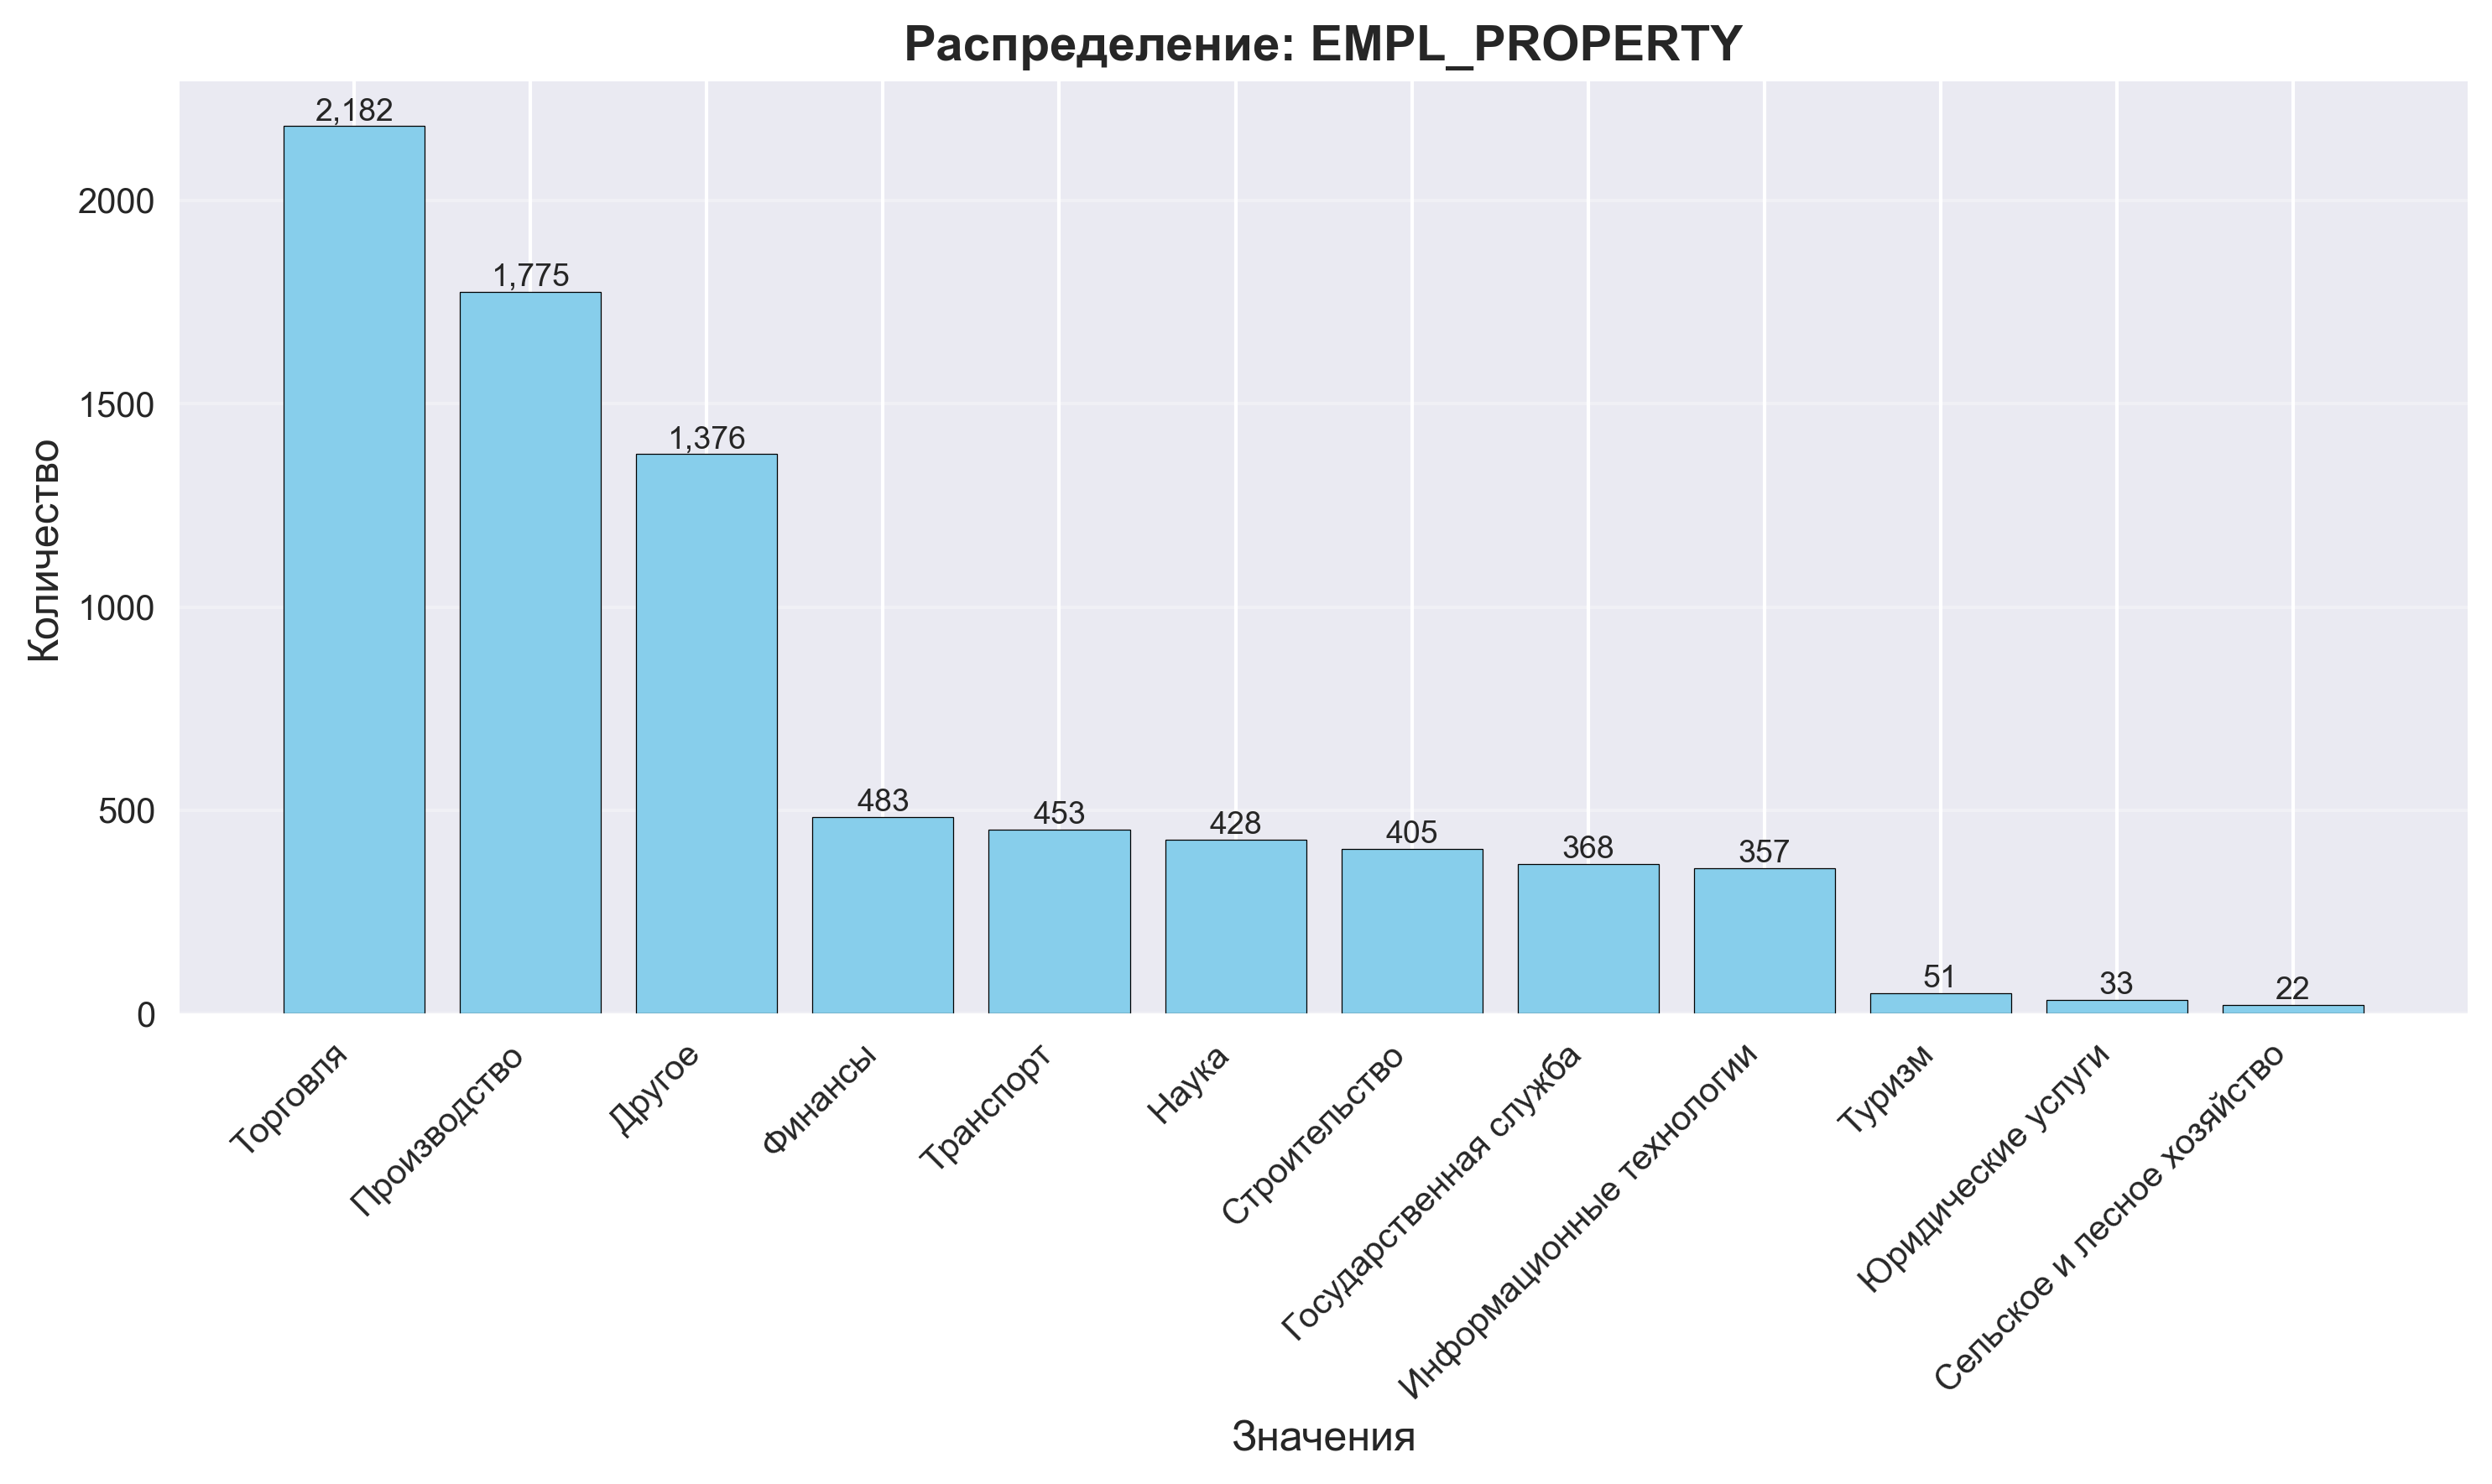 Распределение: EMPL_PROPERTY
Количество
2000
1500
1000
500
0
2,182
1,775
1,376
483
453
428
405
368
357
51
33
22
Торговля
Производство
Другое
Финансы
Транспорт
Наука
Строительство
Государственная служба
Информационные технологии
Туризм
Юридические услуги
Сельское и лесное хозяйство
Значения